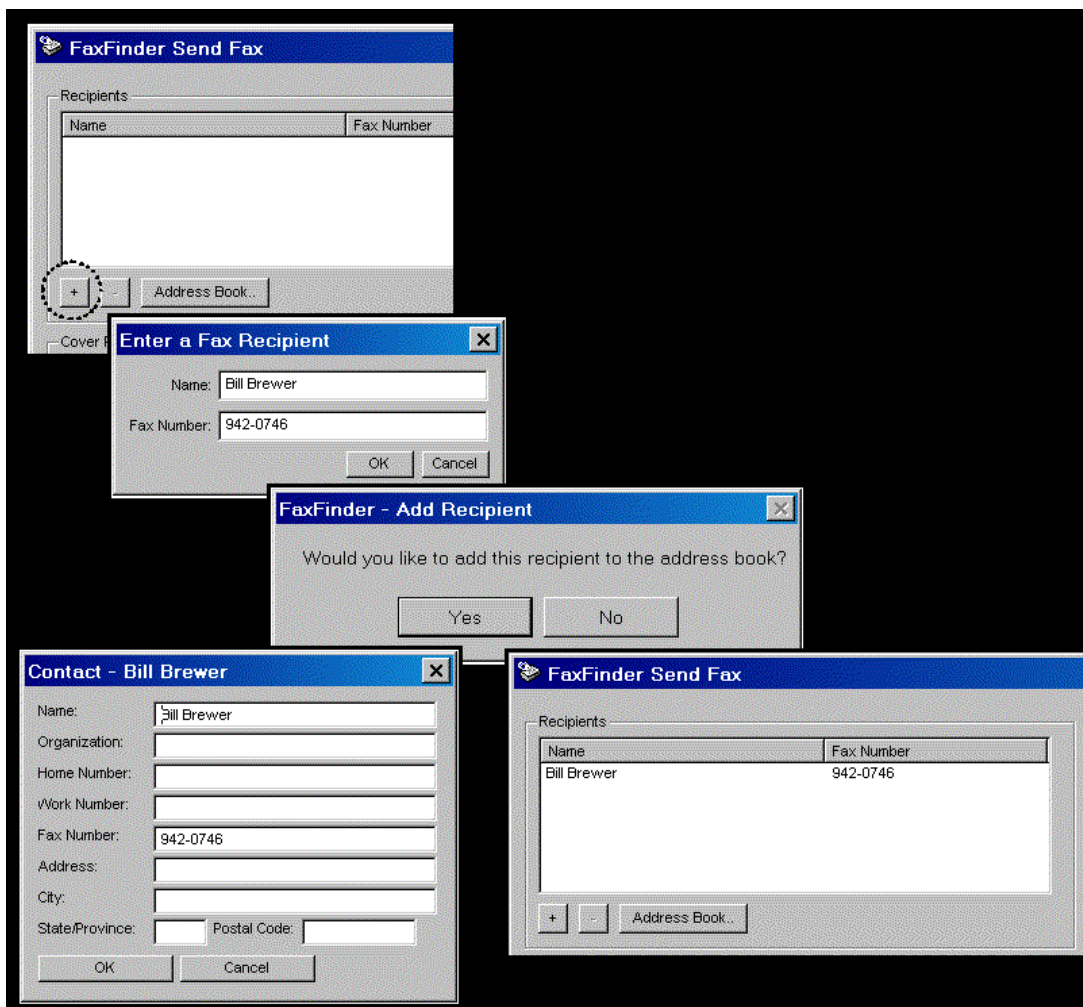 FaxFinder Send Fax
Recipients
Name Fax Number
+ - Address Book..
Enter a Fax Recipient
Name: Bill Brewer
Fax Number: 942-0746
OK Cancel
FaxFinder - Add Recipient
Would you like to add this recipient to the address book?
Yes No
Contact - Bill Brewer
Name: Bill Brewer
Organization:
Home Number:
Work Number:
Fax Number: 942-0746
Address:
City:
State/Province: Postal Code:
OK Cancel
FaxFinder Send Fax
Recipients
Name Fax Number
Bill Brewer 942-0746
+ - Address Book..